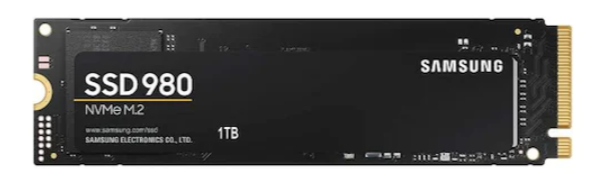 SSD 980
NVMe M.2
www.samsung.com/ssd
SAMSUNG ELECTRONICS CO., LTD.
1TB
SAMSUNG